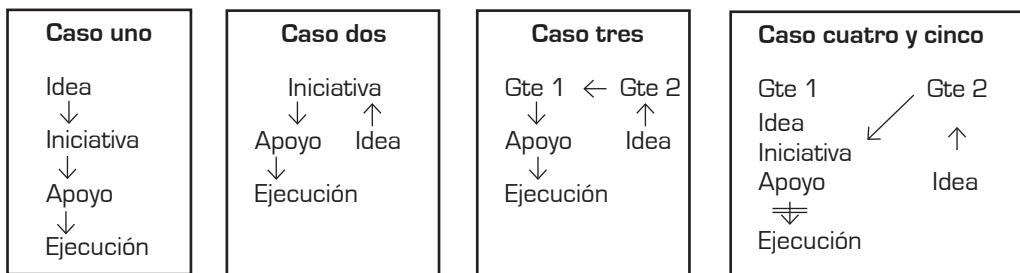 Caso uno
Idea
Iniciativa
Apoyo
Ejecución
Caso dos
Iniciativa
Apoyo Idea
Ejecución
Caso tres
Gte 1 Gte 2
Apoyo Idea
Ejecución
Caso cuatro y cinco
Gte 1 Gte 2
Idea
Iniciativa
Apoyo Idea
Ejecución